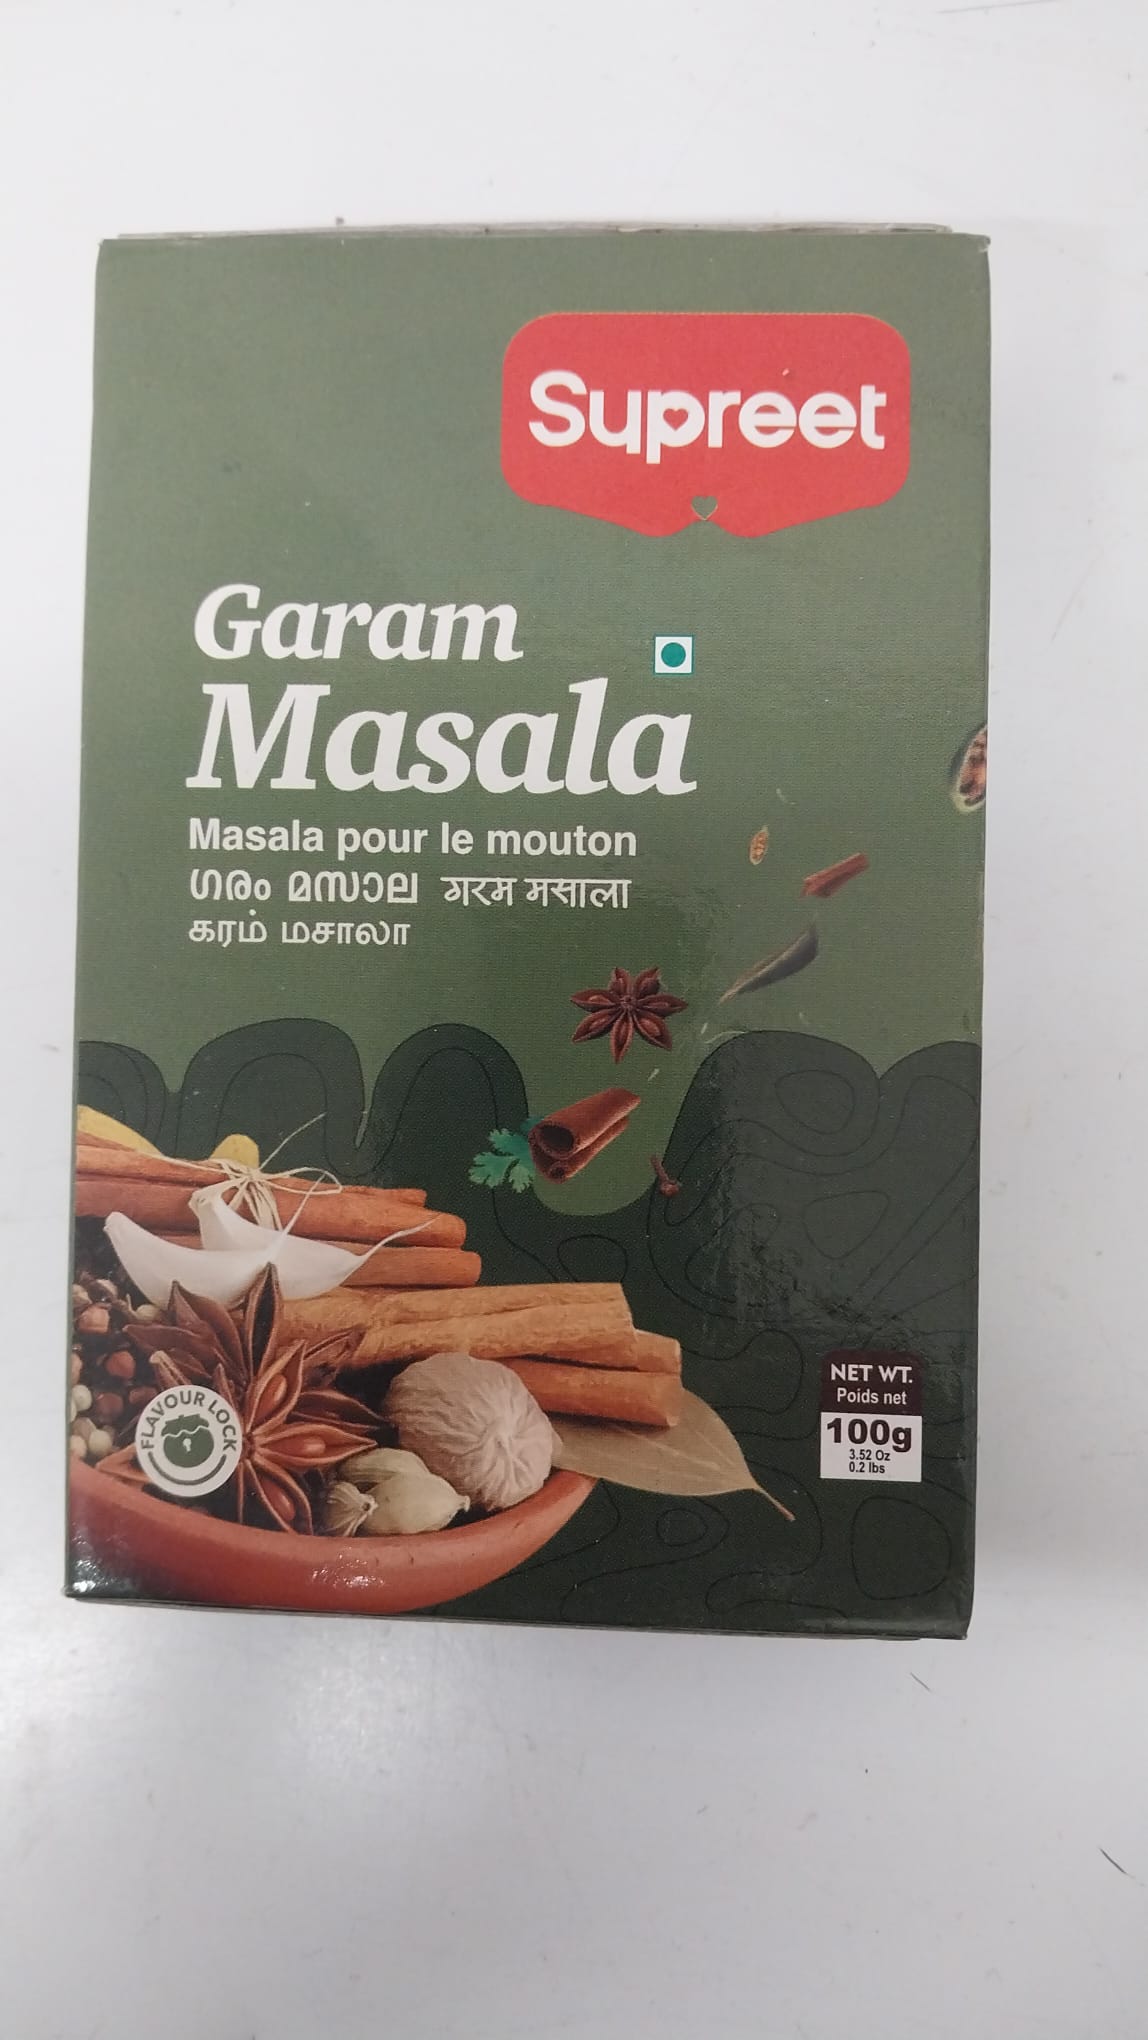 Supreet
Garam
Masala
Masala pour le mouton
ഗരം മസാല गरम मसाला
கரம் மசாலா
FLAVOUR LOCK
NET WT.
Poids net
100g
3.52 Oz
0.2 lbs